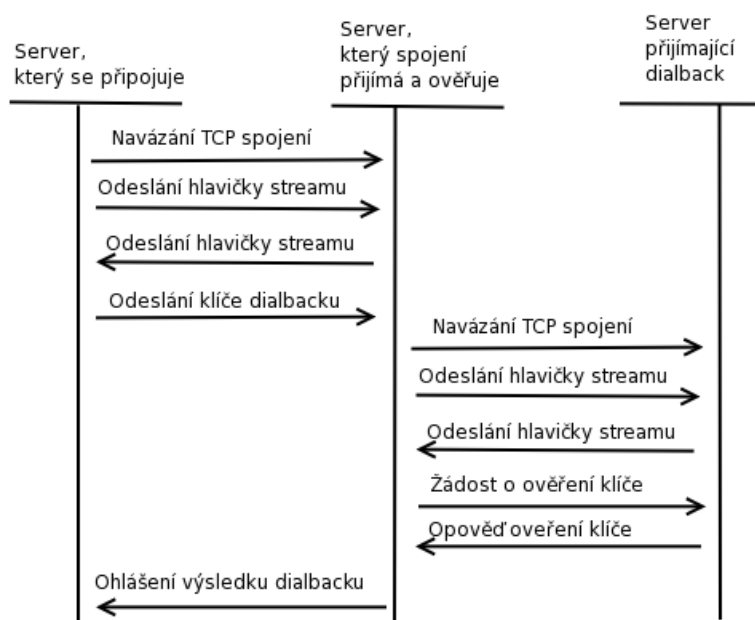 Server,
který se připojuje
Server,
který spojení
přijímá a ověřuje
Server
přijímající
dialback
Navázání TCP spojení
Odeslání hlavičky streamu
Odeslání hlavičky streamu
Odeslání klíče dialbacku
Navázání TCP spojení
Odeslání hlavičky streamu
Odeslání hlavičky streamu
Žádost o ověření klíče
Opověď oveření klíče
Ohlášení výsledku dialbacku